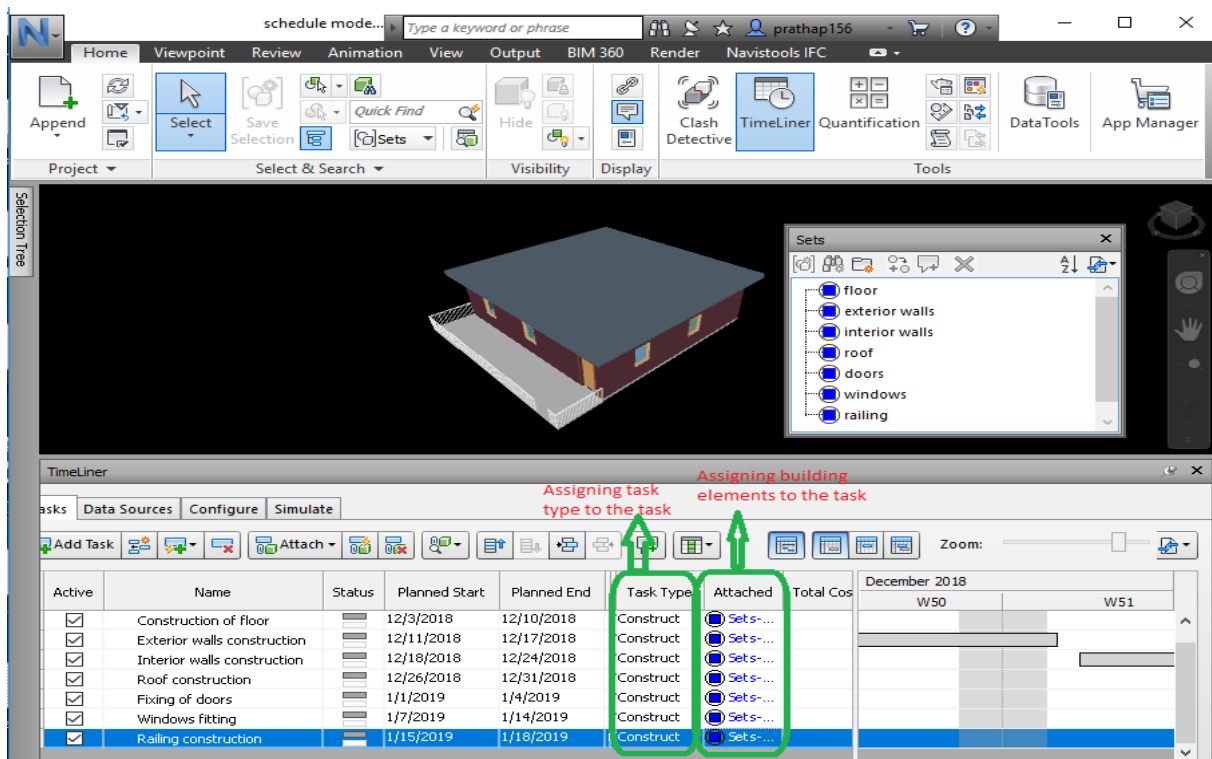 schedule mode... Type a keyword or phrase prathap156
Home Viewpoint Review Animation View Output BIM 360 Render Navistools IFC
Append Select Save Selection Quick Find Sets Hide Clash Detective TimeLiner Quantification DataTools App Manager
Project Select & Search Visibility Display Tools
Selection Tree
Sets
floor
exterior walls
interior walls
roof
doors
windows
railing
TimeLiner
Assigning task
type to the task
Assigning building
elements to the task
asks Data Sources Configure Simulate
Add Task Attach Zoom:
Active Name Status Planned Start Planned End Task Type Attached Total Cos December 2018
W50 W51
Construction of floor 12/3/2018 12/10/2018 Construct Sets-...
Exterior walls construction 12/11/2018 12/17/2018 Construct Sets-...
Interior walls construction 12/18/2018 12/24/2018 Construct Sets-...
Roof construction 12/26/2018 12/31/2018 Construct Sets-...
Fixing of doors 1/1/2019 1/4/2019 Construct Sets-...
Windows fitting 1/7/2019 1/14/2019 Construct Sets-...
Railing construction 1/15/2019 1/18/2019 Construct Sets-...